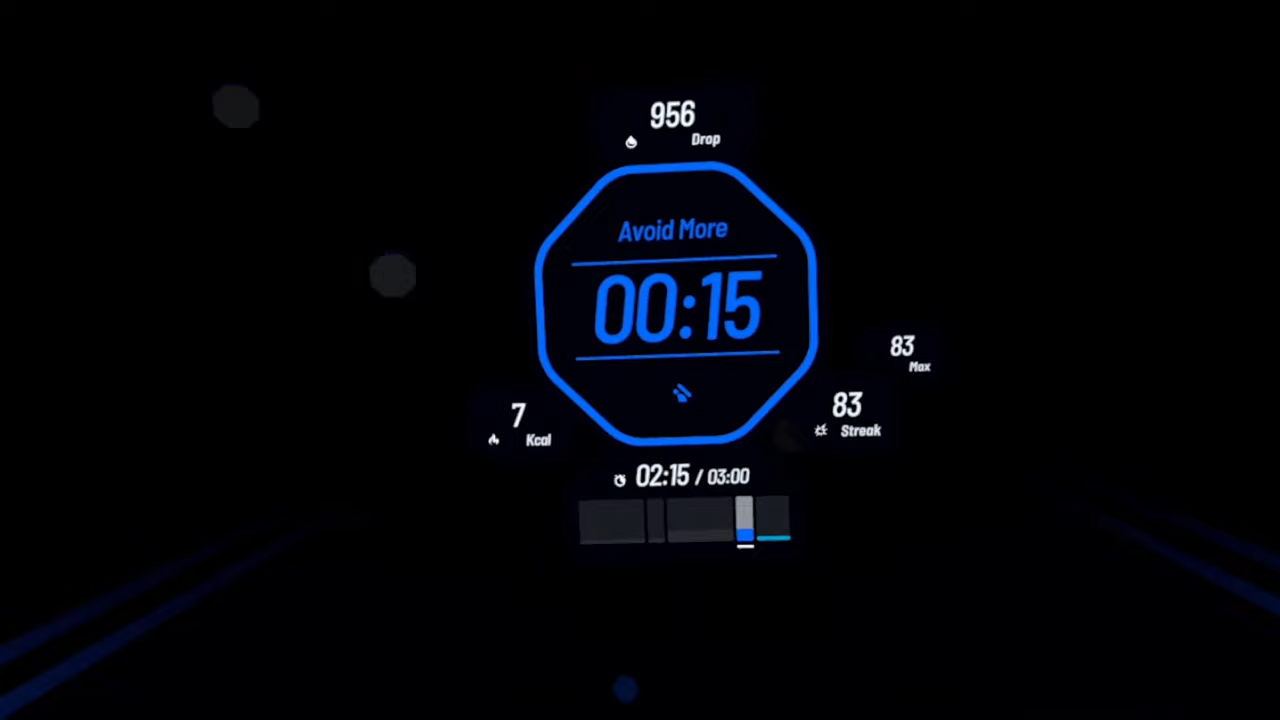 956
Drop
Avoid More
00:15
83
Max
7
Kcal
83
Streak
02:15 / 03:00